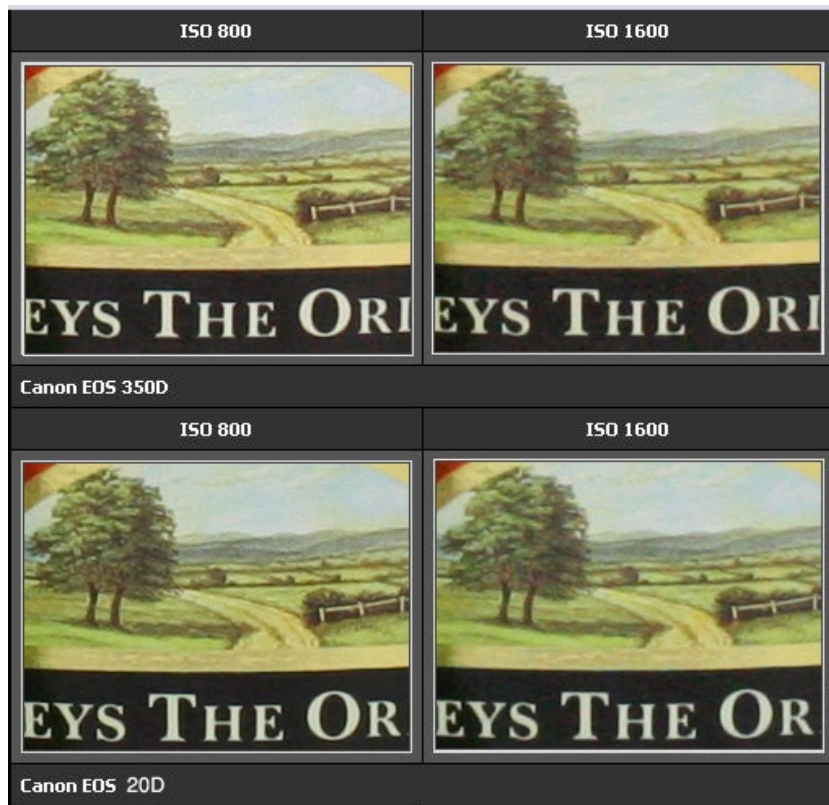 ISO 800 ISO 1600
EYS THE ORI EYS THE ORI
Canon EOS 350D
ISO 800 ISO 1600
EYS THE OR EYS THE OR
Canon EOS 20D